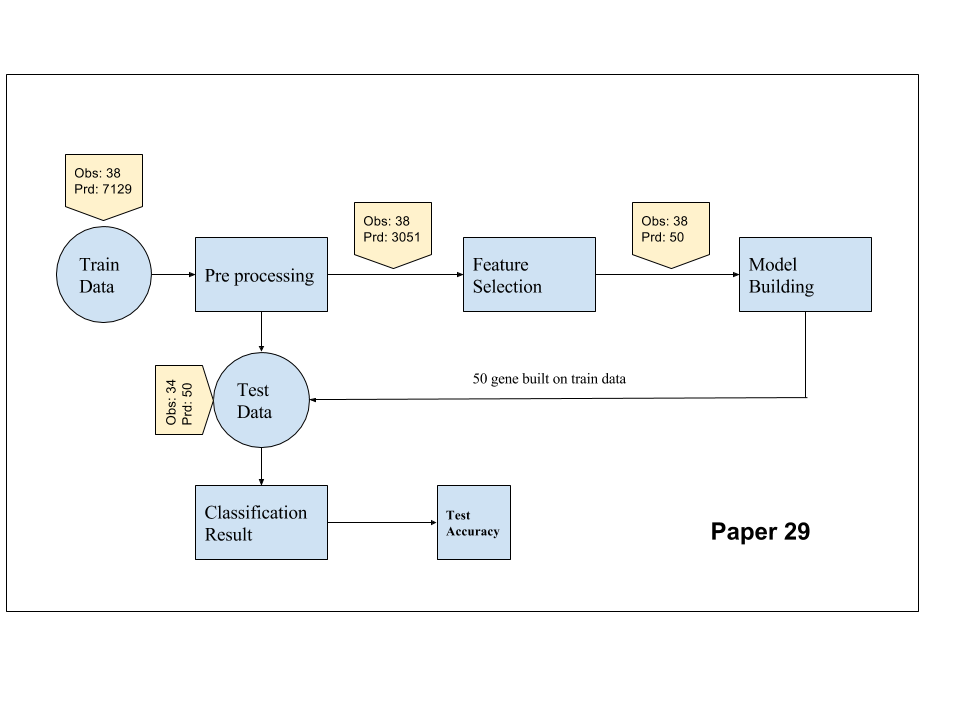 Obs: 38
Prd: 7129
Obs: 38
Prd: 3051
Obs: 38
Prd: 50
Train
Data
Pre processing
Feature
Selection
Model
Building
Obs: 34
Prd: 50
Test
Data
50 gene built on train data
Classification
Result
Test
Accuracy
Paper 29